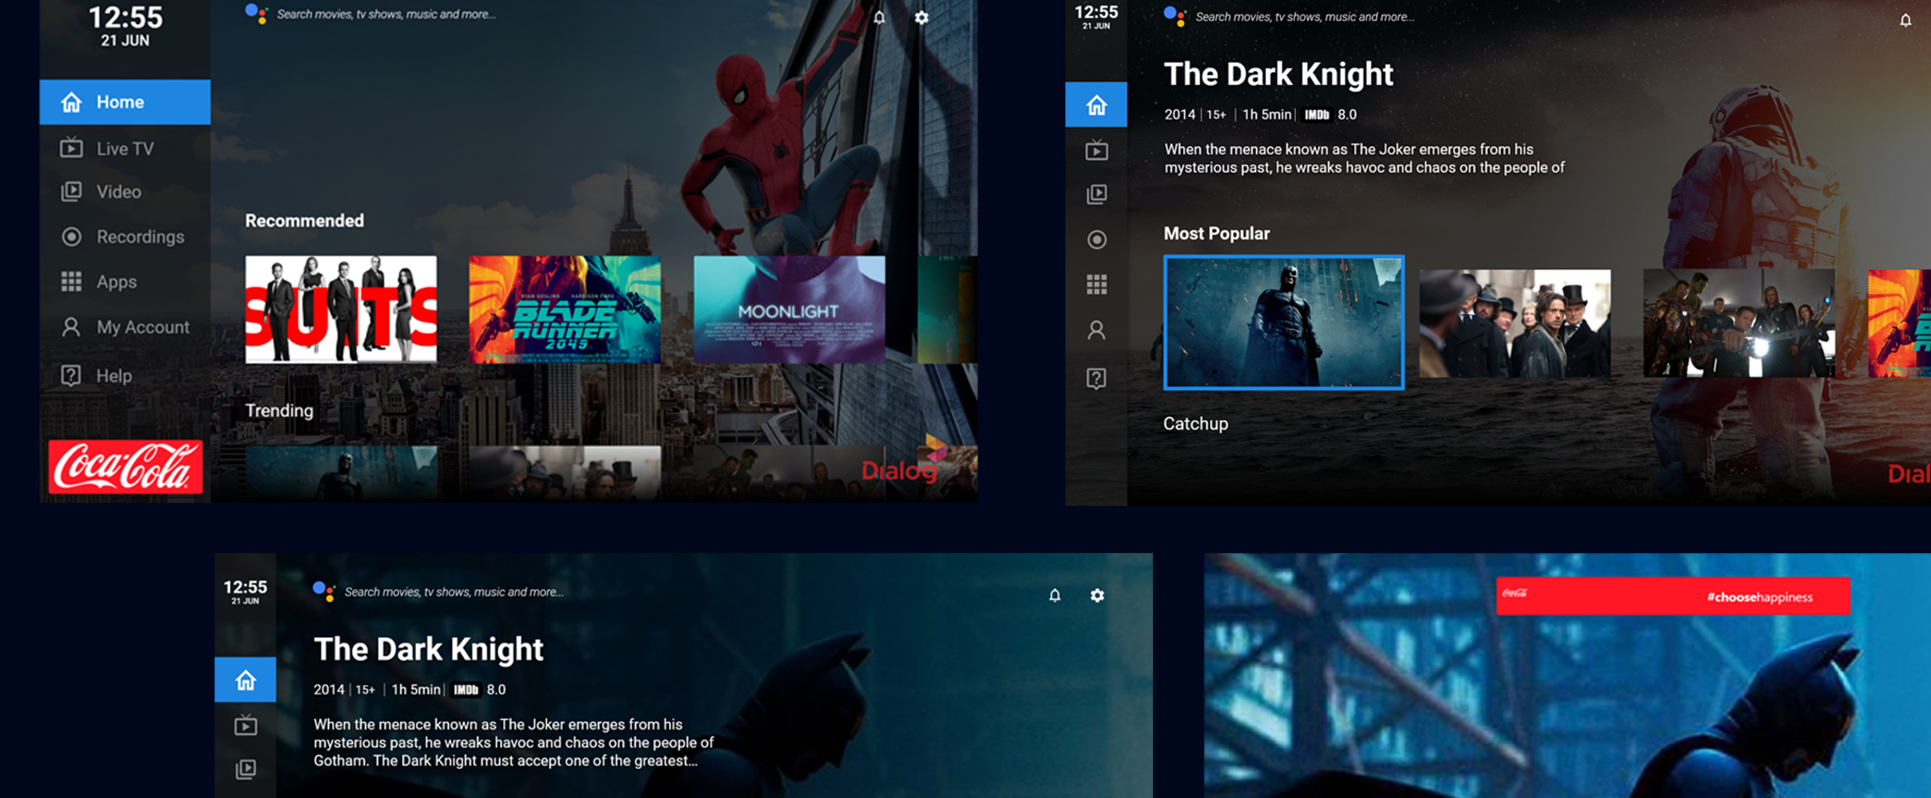 12:55
21 JUN
Search movies, tv shows, music and more...
Home
Live TV
Video
Recordings
Apps
My Account
Help
Coca-Cola
Recommended
SUITS
RYAN GOSLING HARRISON FORD
BLADE
RUNNER
2049
MOONLIGHT
Trending
Dialog
12:55
21 JUN
Search movies, tv shows, music and more...
The Dark Knight
2014 | 15+ | 1h 5min | IMDb 8.0
When the menace known as The Joker emerges from his
mysterious past, he wreaks havoc and chaos on the people of
Most Popular
Catchup
Dial
12:55
21 JUN
Search movies, tv shows, music and more...
The Dark Knight
2014 | 15+ | 1h 5min | IMDb 8.0
When the menace known as The Joker emerges from his
mysterious past, he wreaks havoc and chaos on the people of
Gotham. The Dark Knight must accept one of the greatest...
Coca-Cola
#choosehappiness